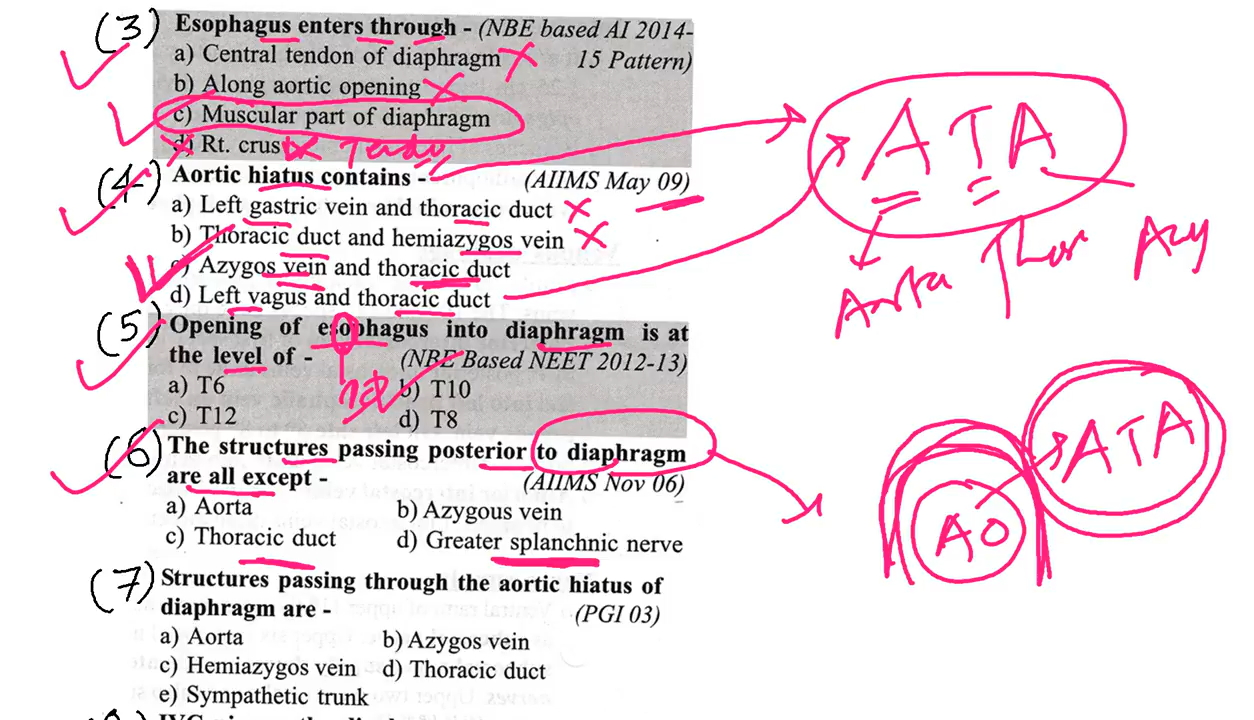 (3) Esophagus enters through - (NBE based AI 2014-
a) Central tendon of diaphragm 15 Pattern)
b) Along aortic opening
c) Muscular part of diaphragm
d) Rt. crus
(4) Aortic hiatus contains - (AIIMS May 09)
a) Left gastric vein and thoracic duct
b) Thoracic duct and hemiazygos vein
c) Azygos vein and thoracic duct
d) Left vagus and thoracic duct
(5) Opening of esophagus into diaphragm is at
the level of - (NBE Based NEET 2012-13)
a) T6 b) T10
c) T12 d) T8
(6) The structures passing posterior to diaphragm
are all except - (AIIMS Nov 06)
a) Aorta b) Azygous vein
c) Thoracic duct d) Greater splanchnic nerve
(7) Structures passing through the aortic hiatus of
diaphragm are - (PGI 03)
a) Aorta b) Azygos vein
c) Hemiazygos vein d) Thoracic duct
e) Sympathetic trunk
ATA
Aorta Thor Azy
AO ATA